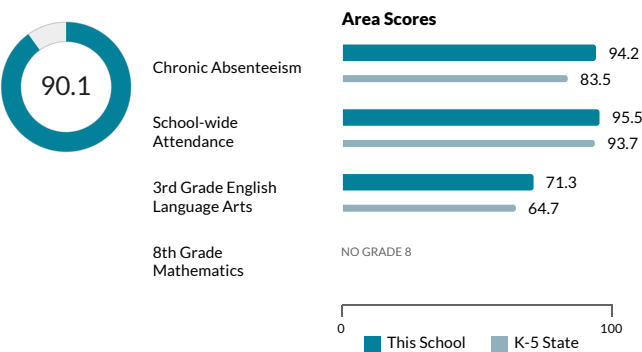 Area Scores
90.1
Chronic Absenteeism
94.2
83.5
School-wide
Attendance
95.5
93.7
3rd Grade English
Language Arts
71.3
64.7
8th Grade
Mathematics
NO GRADE 8
0
100
This School
K-5 State